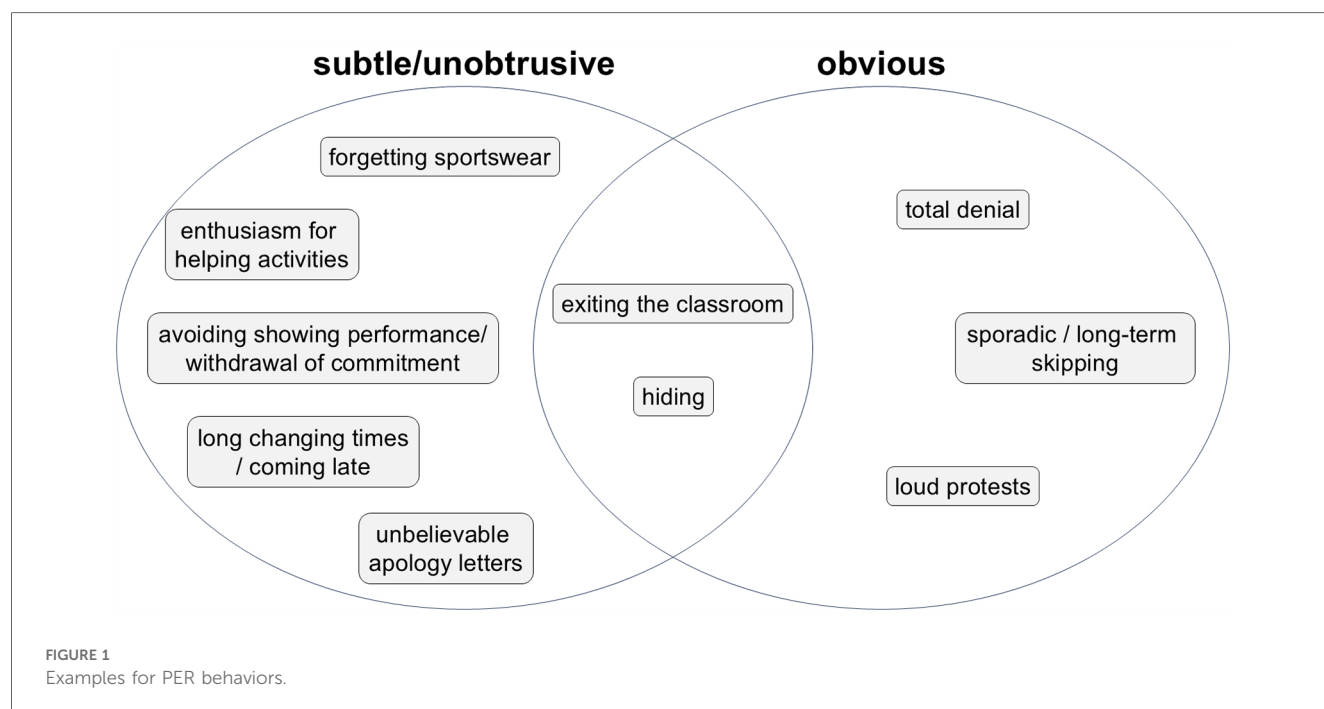 subtle/unobtrusive
obvious
forgetting sportswear
enthusiasm for
helping activities
avoiding showing performance/
withdrawal of commitment
long changing times
/ coming late
unbelievable
apology letters
exiting the classroom
hiding
total denial
sporadic / long-term
skipping
loud protests
FIGURE 1
Examples for PER behaviors.